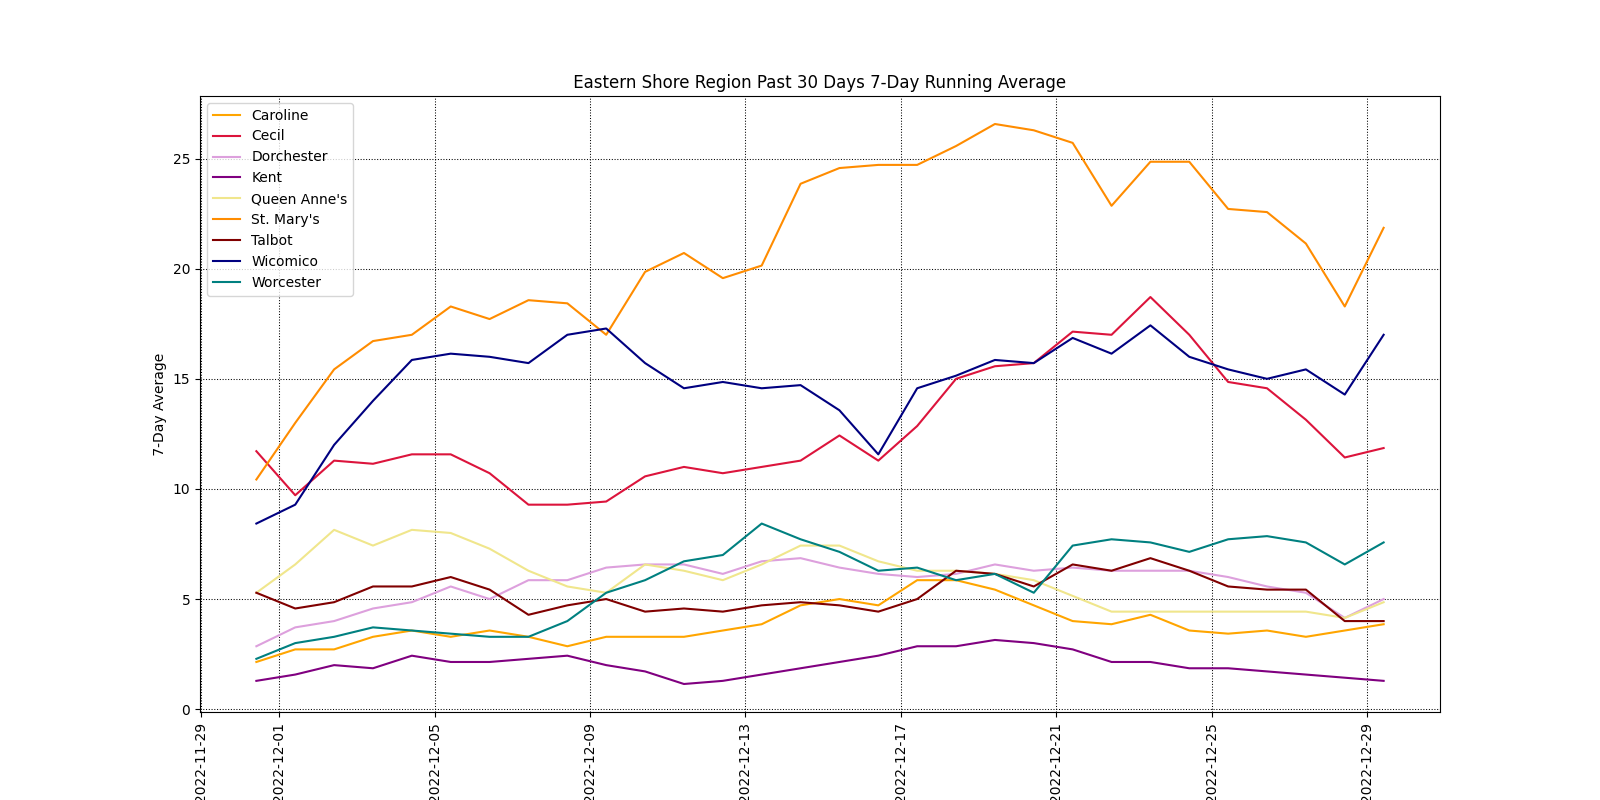 Eastern Shore Region Past 30 Days 7-Day Running Average
Caroline
Cecil
Dorchester
Kent
Queen Anne's
St. Mary's
Talbot
Wicomico
Worcester
25
20
15
10
5
0
7-Day Average
2022-11-29
2022-12-01
2022-12-05
2022-12-09
2022-12-13
2022-12-17
2022-12-21
2022-12-25
2022-12-29